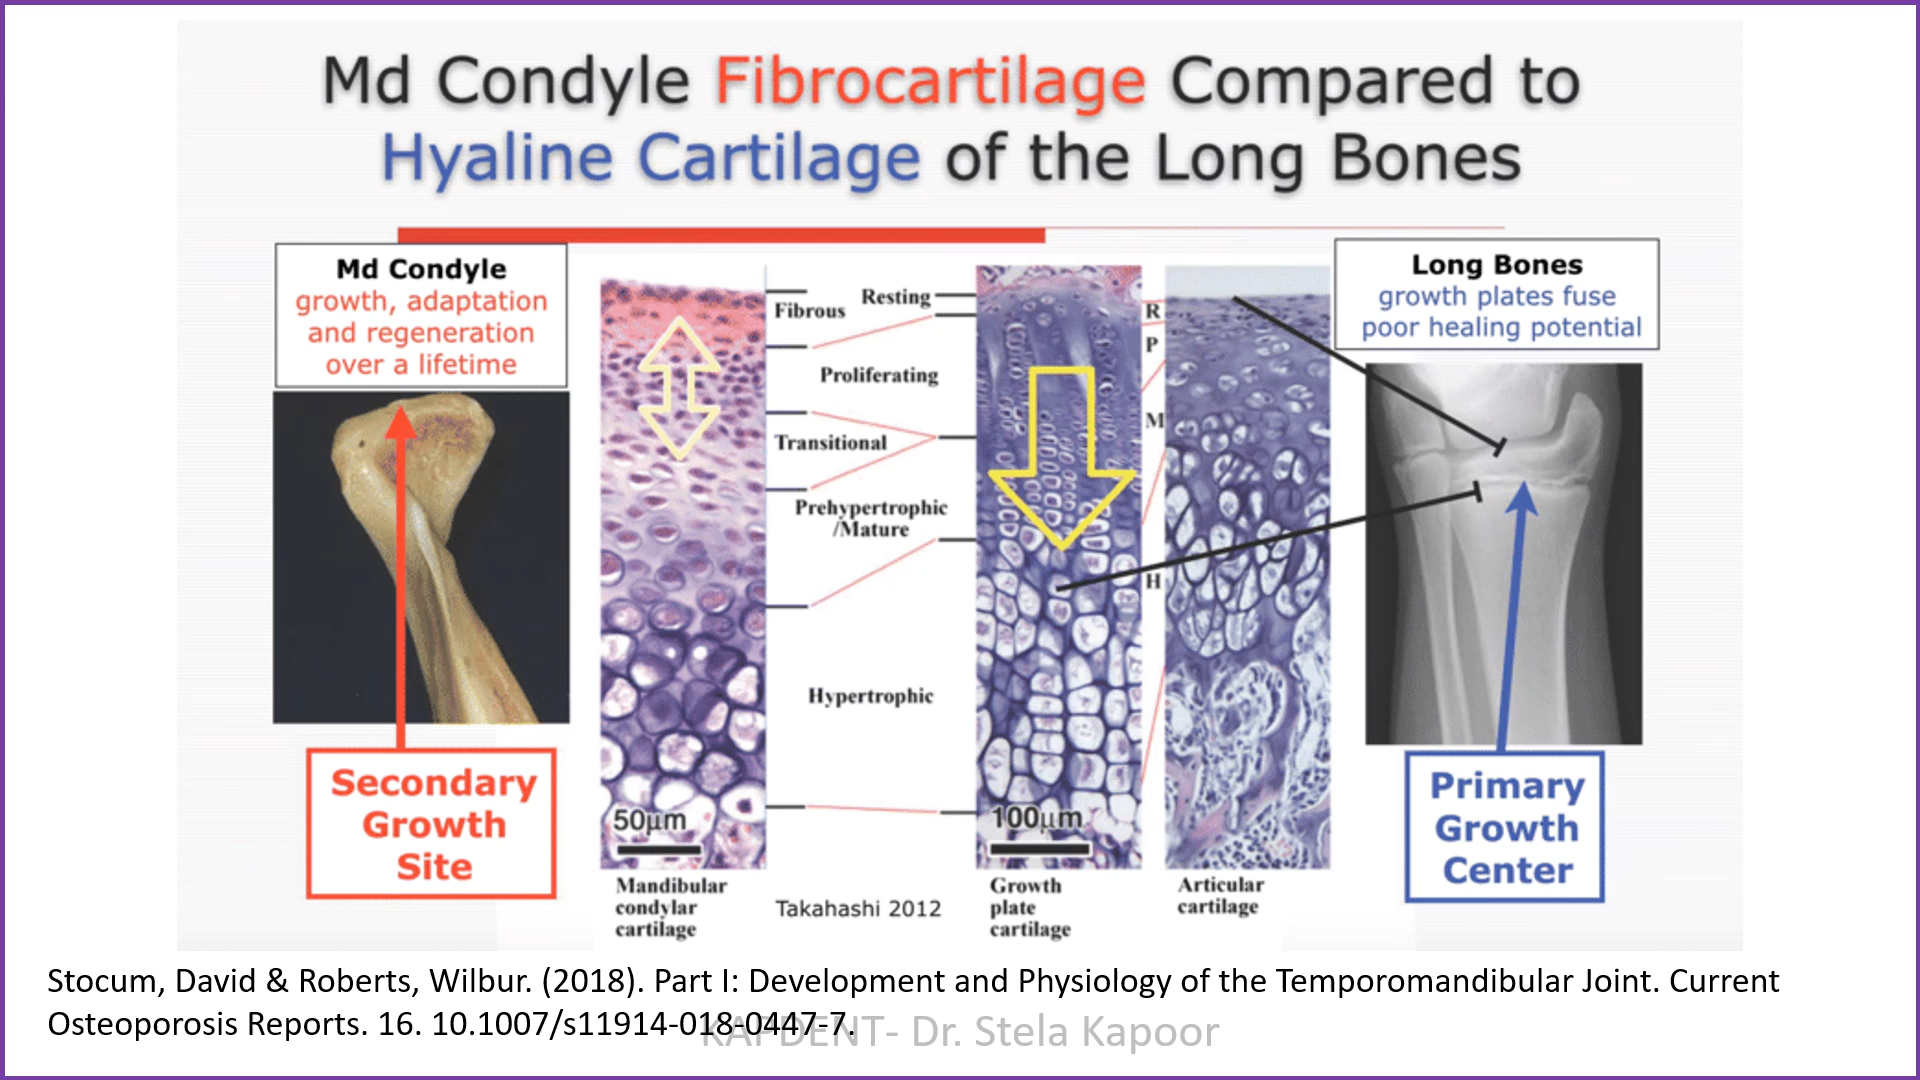 Md Condyle Fibrocartilage Compared to
Hyaline Cartilage of the Long Bones
Md Condyle
growth, adaptation
and regeneration
over a lifetime
Secondary
Growth
Site
Fibrous
Resting
Proliferating
Transitional
Prehypertrophic
/Mature
Hypertrophic
50µm
Mandibular
condylar
cartilage
Takahashi 2012
100µm
Growth
plate
cartilage
R
P
M
H
Articular
cartilage
Long Bones
growth plates fuse
poor healing potential
Primary
Growth
Center
Stocum, David & Roberts, Wilbur. (2018). Part I: Development and Physiology of the Temporomandibular Joint. Current
Osteoporosis Reports. 16. 10.1007/s11914-018-0447-7.
KAPDENT- Dr. Stela Kapoor